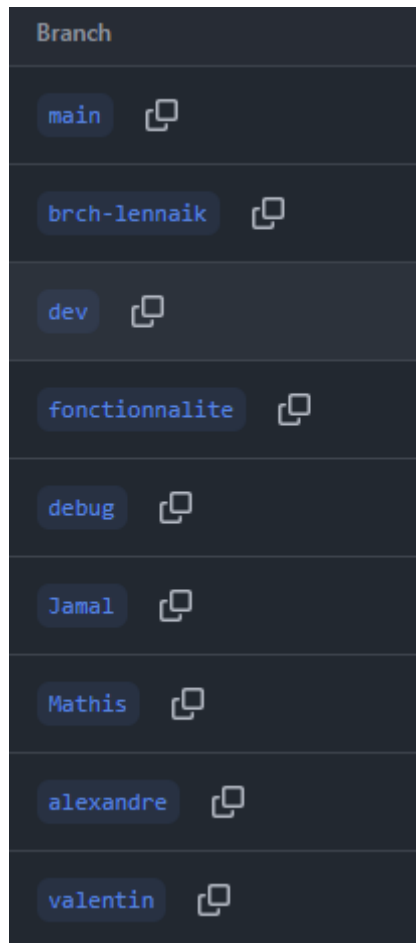 Branch
main
brch-lennaik
dev
fonctionnalite
debug
Jamal
Mathis
alexandre
valentin